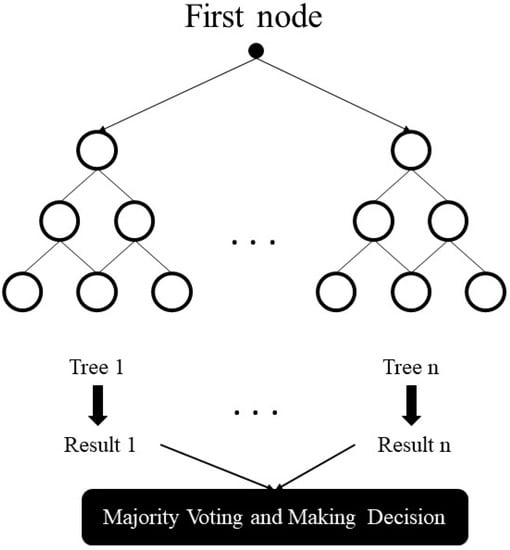 First node
. . .
Tree 1
Tree n
. . .
Result 1
Result n
Majority Voting and Making Decision